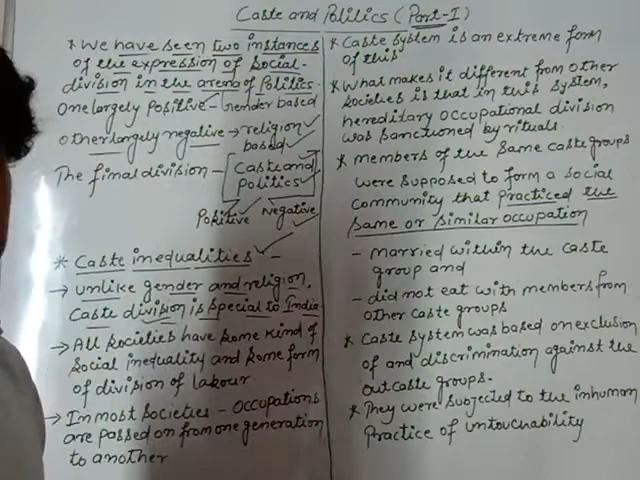 Caste and Politics (Part-I)
* We have seen two instances
of the expression of social-
division in the arena of Politics.
One largely positive - Gender based
Other largely negative → religion
based
The final division - Caste and
Politics
Positive Negative
* Caste inequalities -
→ Unlike gender and religion,
Caste division is special to India
→ All societies have some kind of
social inequality and some form
of division of labour.
→ In most societies - Occupations
are passed on from one generation
to another
* Caste system is an extreme form
of this
* What makes it different from other
societies is that in this system,
hereditary occupational division
was sanctioned by rituals.
* Members of the same caste groups
were supposed to form a social
community that practiced the
same or similar occupation
- married within the caste
group and
- did not eat with members from
other caste groups
* Caste system was based on exclusion
of and discrimination against the
outcaste groups.
* They were subjected to the inhuman
Practice of untouchability